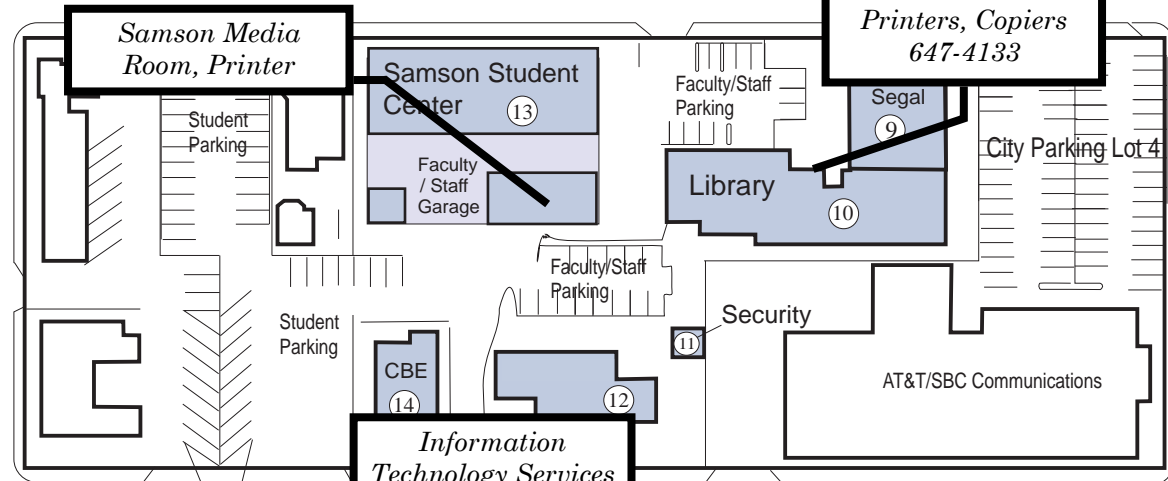 Samson Media
Room, Printer
Printers, Copiers
647-4133
Samson Student
Center
13
Faculty/Staff
Parking
Segal
9
Student
Parking
City Parking Lot 4
Faculty
/ Staff
Garage
Library
10
Faculty/Staff
Parking
Student
Parking
Security
11
CBE
14
12
AT&T/SBC Communications
Information
Technology Services